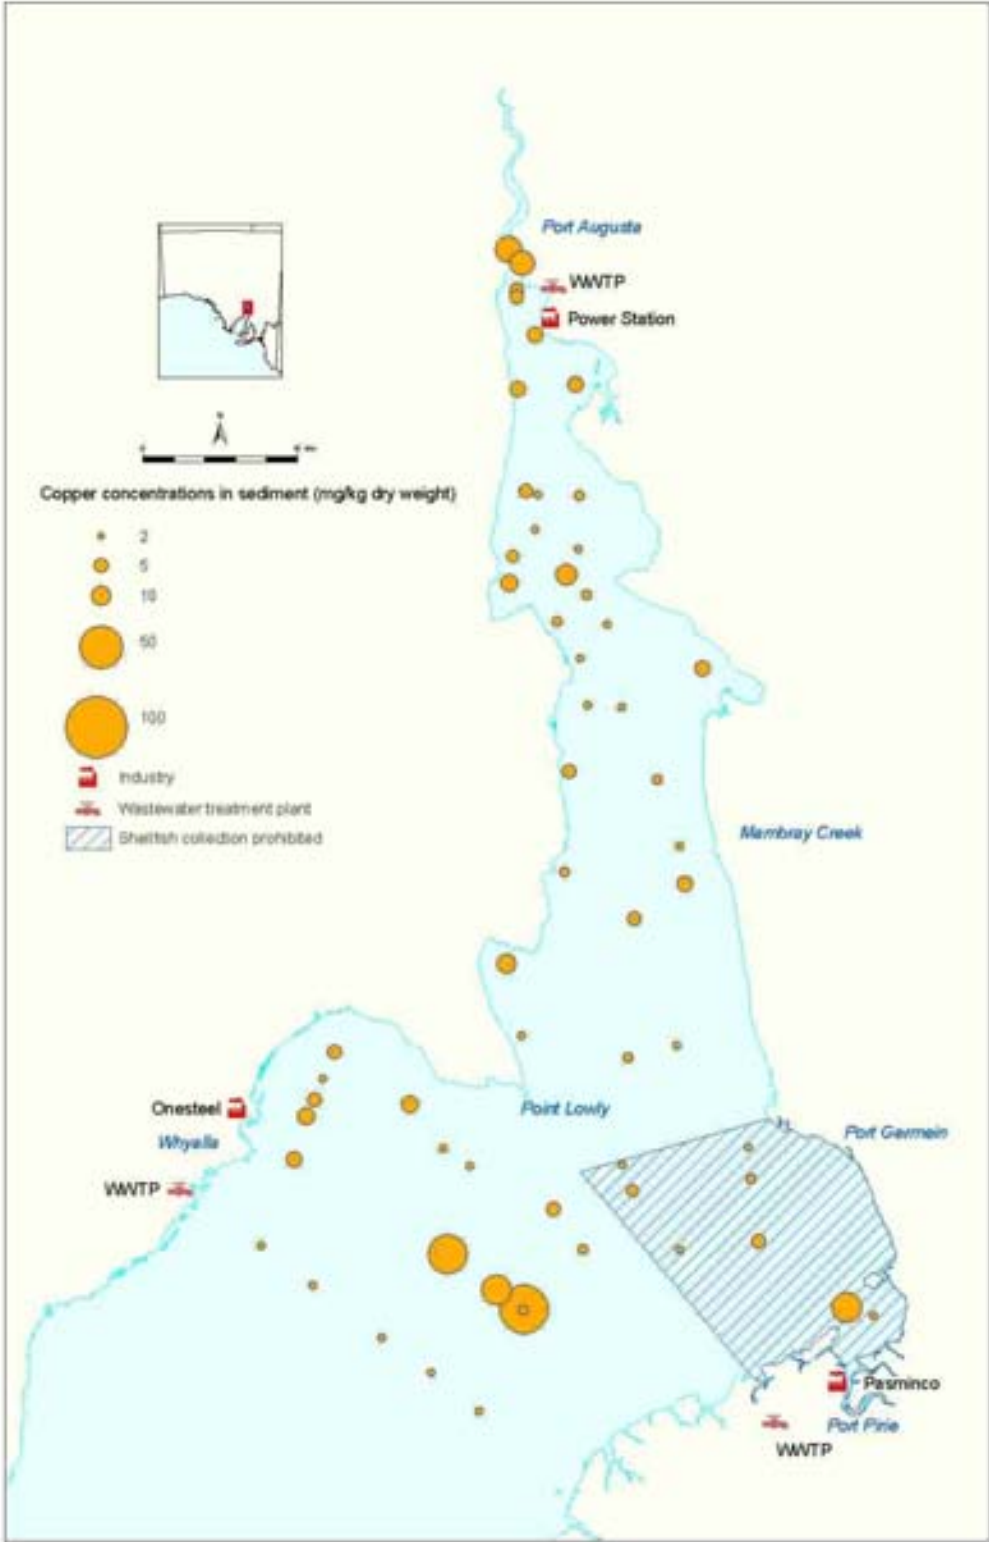 Port Augusta
WWTP
Power Station
Copper concentrations in sediment (mg/kg dry weight)
2
5
10
50
100
Industry
Wastewater treatment plant
Shellfish collection prohibited
Mambray Creek
Onesteel
Whyalla
WWTP
Point Lowly
Port Germein
Pasminco
Port Pirie
WWTP